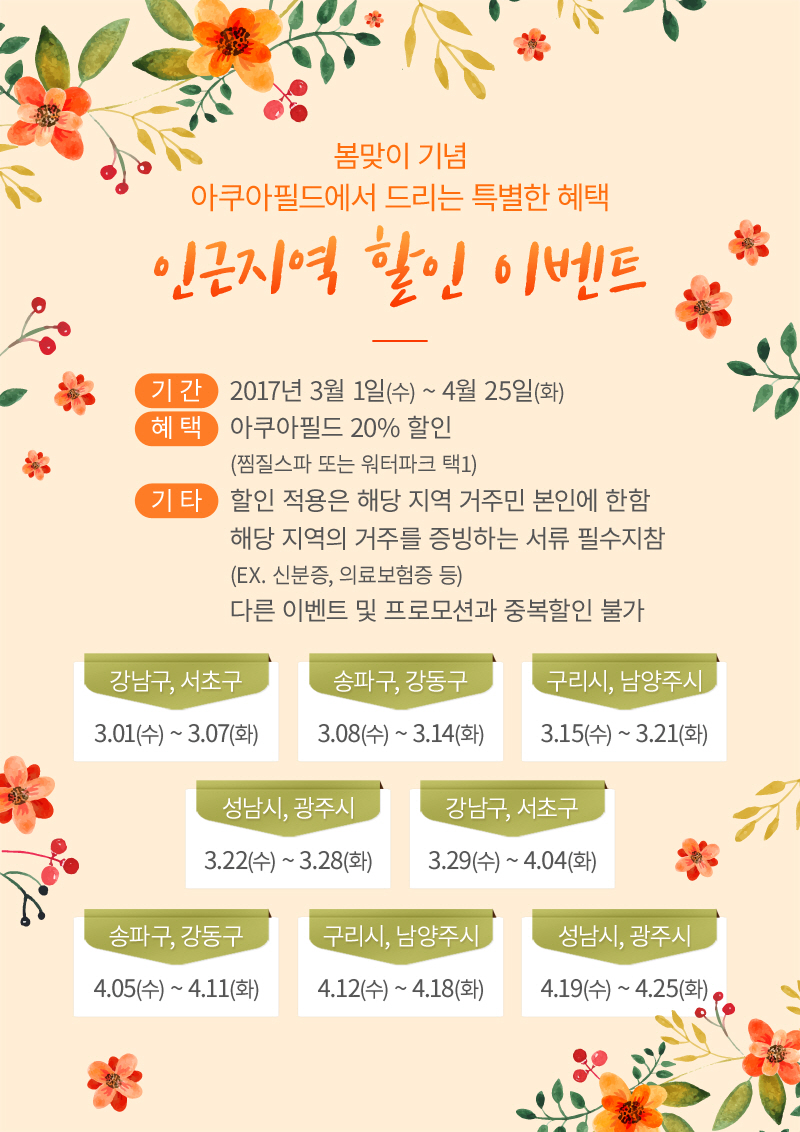 봄맞이 기념
아쿠아필드에서 드리는 특별한 혜택
인근지역 할인 이벤트
기 간 2017년 3월 1일(수) ~ 4월 25일(화)
혜 택 아쿠아필드 20% 할인
(찜질스파 또는 워터파크 택1)
기 타 할인 적용은 해당 지역 거주민 본인에 한함
해당 지역의 거주를 증빙하는 서류 필수지참
(EX. 신분증, 의료보험증 등)
다른 이벤트 및 프로모션과 중복할인 불가
강남구, 서초구
3.01(수) ~ 3.07(화)
송파구, 강동구
3.08(수) ~ 3.14(화)
구리시, 남양주시
3.15(수) ~ 3.21(화)
성남시, 광주시
3.22(수) ~ 3.28(화)
강남구, 서초구
3.29(수) ~ 4.04(화)
송파구, 강동구
4.05(수) ~ 4.11(화)
구리시, 남양주시
4.12(수) ~ 4.18(화)
성남시, 광주시
4.19(수) ~ 4.25(화)